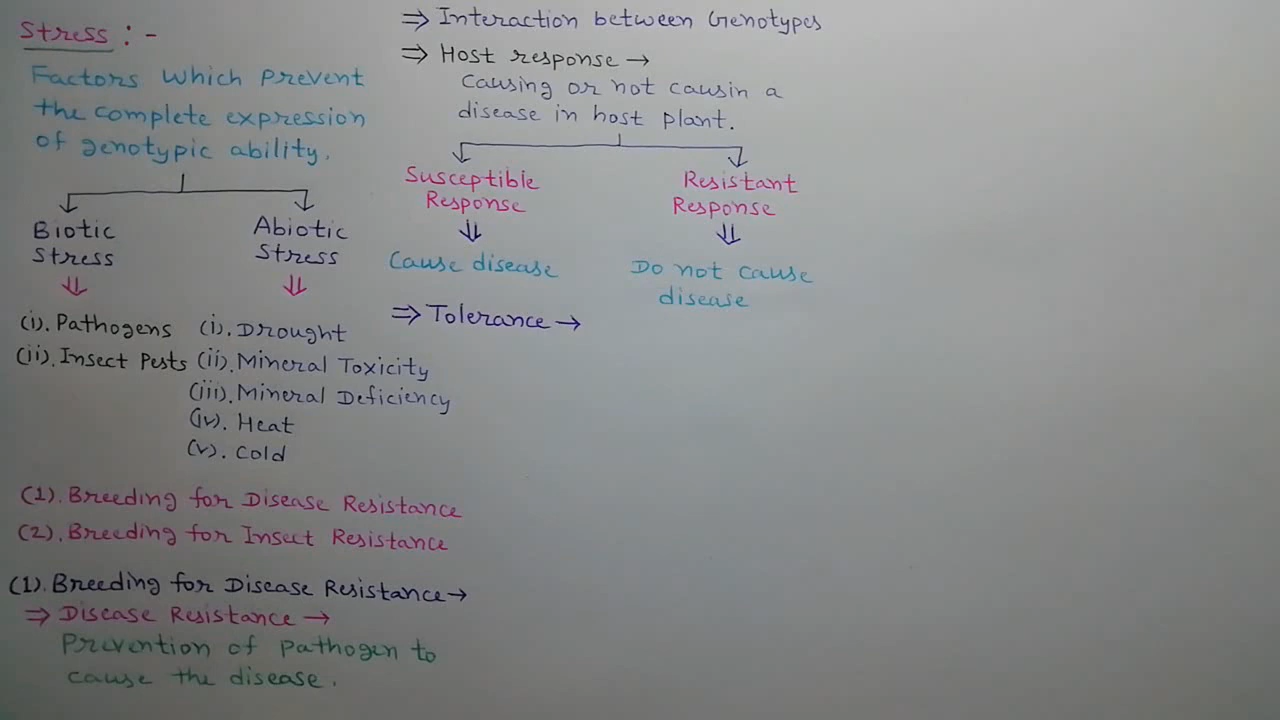 Stress :-
Factors which prevent
the complete expression
of genotypic ability.
Biotic Stress
Abiotic Stress
(i). Pathogens
(ii). Insect Pests
(i). Drought
(ii). Mineral Toxicity
(iii). Mineral Deficiency
(iv). Heat
(v). Cold
(1). Breeding for Disease Resistance
(2). Breeding for Insect Resistance
(1). Breeding for Disease Resistance →
⇒ Disease Resistance →
Prevention of pathogen to
cause the disease.
⇒ Interaction between Genotypes
⇒ Host response →
Causing or not causin a
disease in host plant.
Susceptible
Response
⇓
Cause disease
Resistant
Response
⇓
Do not cause
disease
⇒ Tolerance →